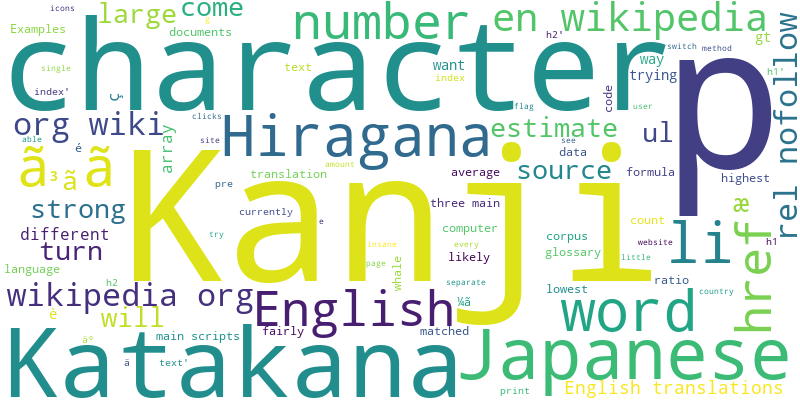 icons
Examples
large
come
number
en wikipedia
documents
h2'
gt
switch
method
character
p
rel nofollow
single
text
want
index
way
trying
h1'
index'
ç
clicks
flag
code
user
org wiki
Hiragana
estimate
ul
able
é
site
array
see
data
ã
³
ã
ã
translation
amount
average
source
formula
highest
pre
Kanji
strong
currently
three main
corpus
count
æ
different
try
e
computer
li
href
website
h1
turn
insane
every
likely
glossary
little
language
page
whale
separate
ratio
country
h2
lowest
wikipedia org
English
¼ã
word
è
will
fairly
matched
Katakana
äº
main scripts
Japanese
ä
text'
print
English translations